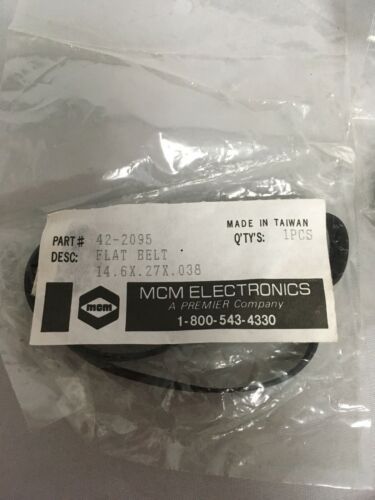 MADE IN TAIWAN
PART# 42-2095 Q'TY'S: 1PCS
DESC: FLAT BELT
14.6X.27X.038
mcm
MCM ELECTRONICS
A PREMIER Company
1-800-543-4330